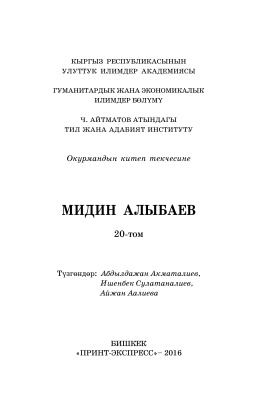 КЫРГЫЗ РЕСПУБЛИКАСЫНЫН
УЛУТТУК ИЛИМДЕР АКАДЕМИЯСЫ
ГУМАНИТАРДЫК ЖАНА ЭКОНОМИКАЛЫК
ИЛИМДЕР БӨЛҮМҮ
Ч. АЙТМАТОВ АТЫНДАГЫ
ТИЛ ЖАНА АДАБИЯТ ИНСТИТУТУ
Окурмандын китеп текчесине
МИДИН АЛЫБАЕВ
20-том
Түзгөндөр: Абдылдажан Акматалиев,
Ишенбек Сулатаналиев,
Айжан Аалиева
БИШКЕК
«ПРИНТ-ЭКСПРЕСС» – 2016